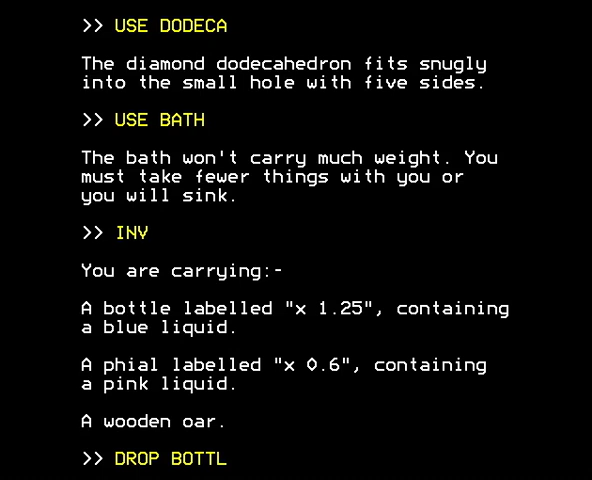 >> USE DODECA
The diamond dodecahedron fits snugly
into the small hole with five sides.
>> USE BATH
The bath won't carry much weight. You
must take fewer things with you or
you will sink.
>> INV
You are carrying:-
A bottle labelled "x 1.25", containing
a blue liquid.
A phial labelled "x 0.6", containing
a pink liquid.
A wooden oar.
>> DROP BOTTL